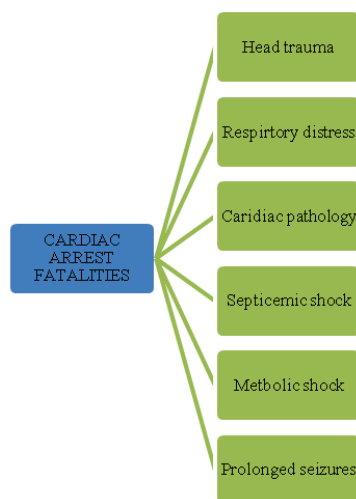 Head trauma
Respirtory distress
Caridiac pathology
CARDIAC
ARREST
FATALITIES
Septicemic shock
Metbolic shock
Prolonged seizures